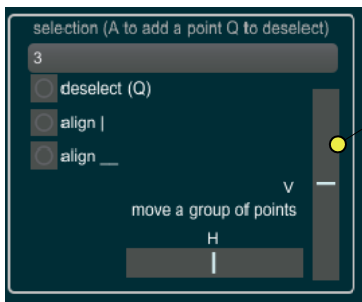 selection (A to add a point Q to deselect)
3
deselect (Q)
align |
align __
V
move a group of points
H